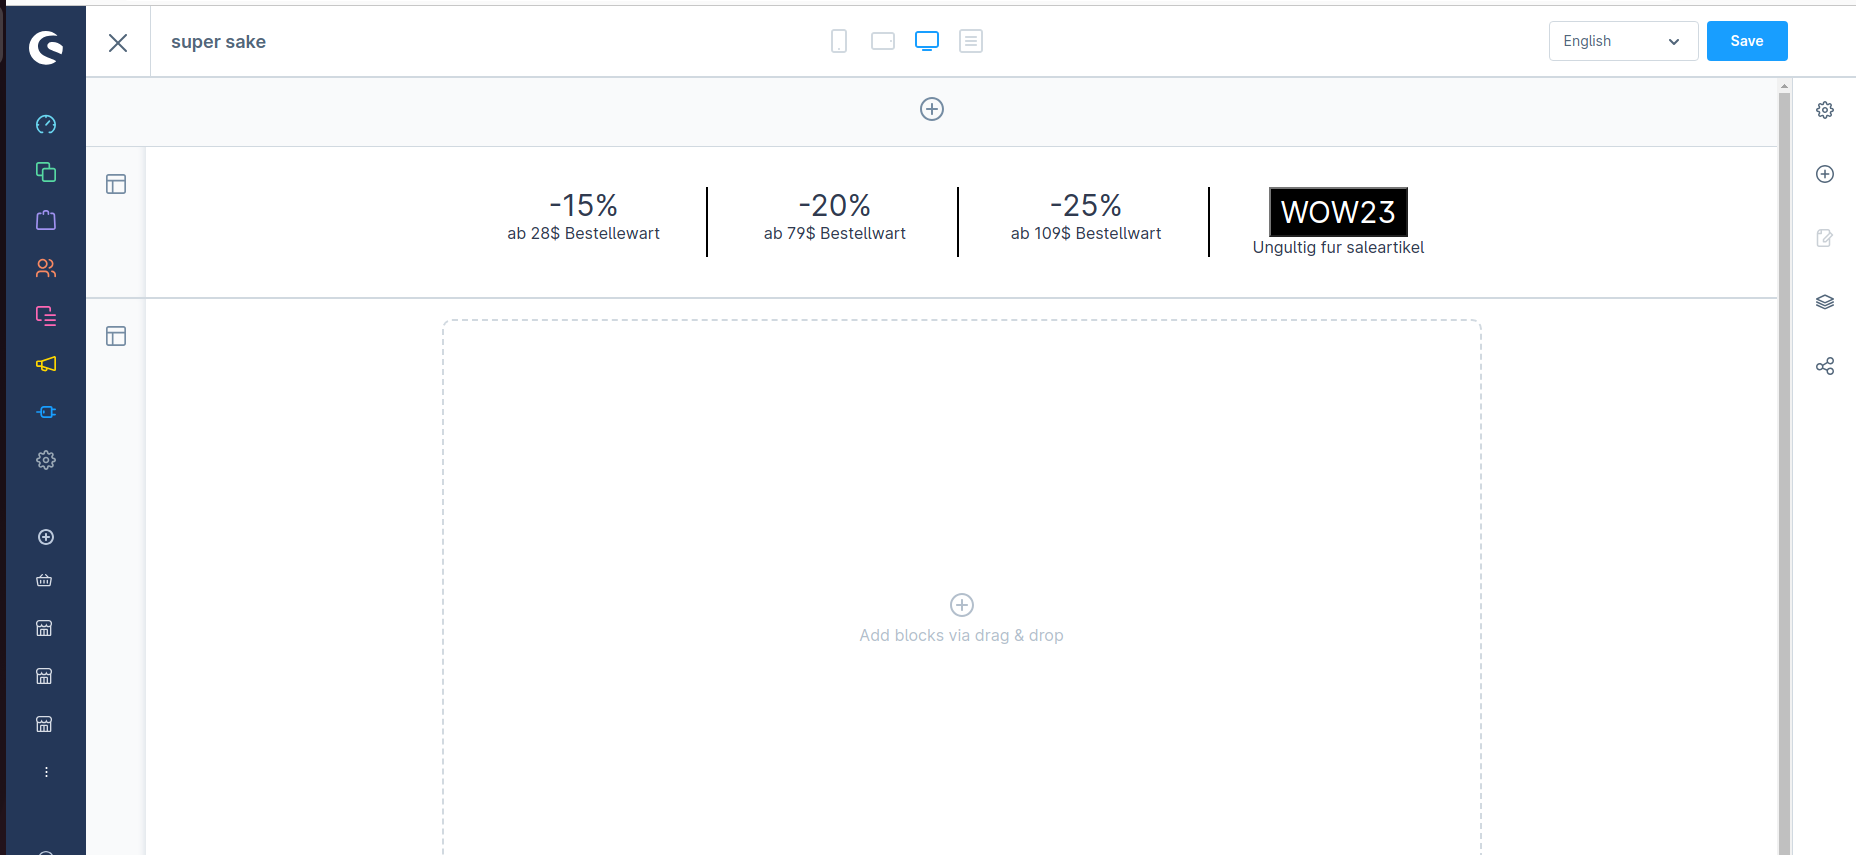 super sake
English
Save
-15%
ab 28$ Bestellewart
-20%
ab 79$ Bestellwart
-25%
ab 109$ Bestellwart
WOW23
Ungultig fur saleartikel
Add blocks via drag & drop